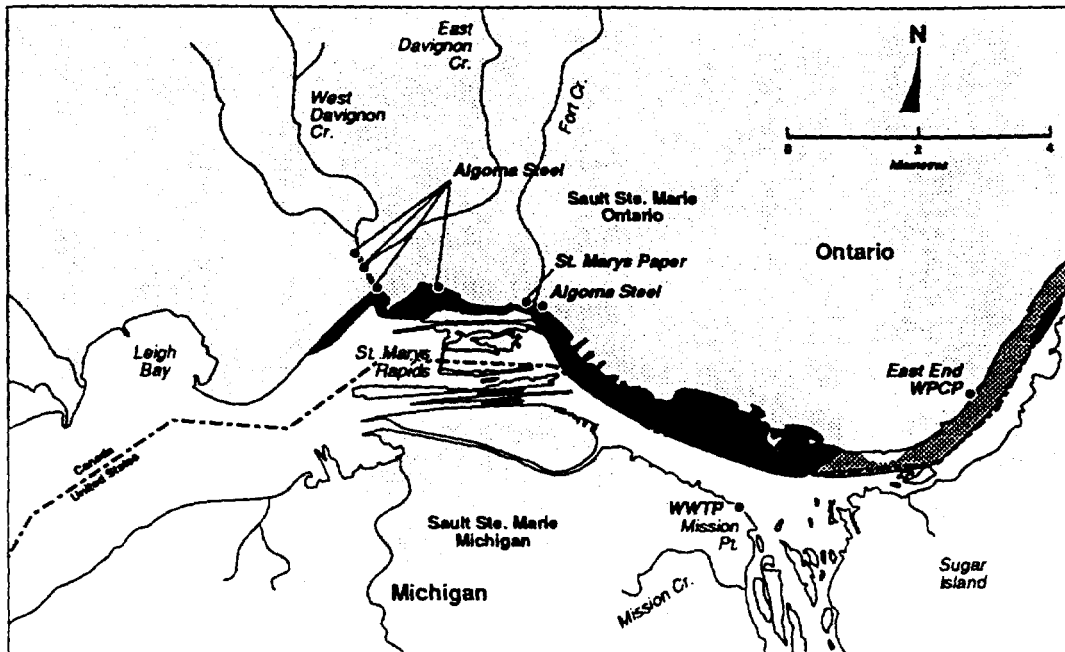 East
Davignon
Cr.
N
West
Davignon
Cr.
Fort Cr.
0
2
4
kilometres
Algoma Steel
Sault Ste. Marie
Ontario
Ontario
St. Marys Paper
Algoma Steel
Leigh
Bay
St. Marys
Rapids
East End
WPCP
Canada
United States
WWTP
Mission
Pt.
Sault Ste. Marie
Michigan
Sugar
Island
Michigan
Mission Cr.